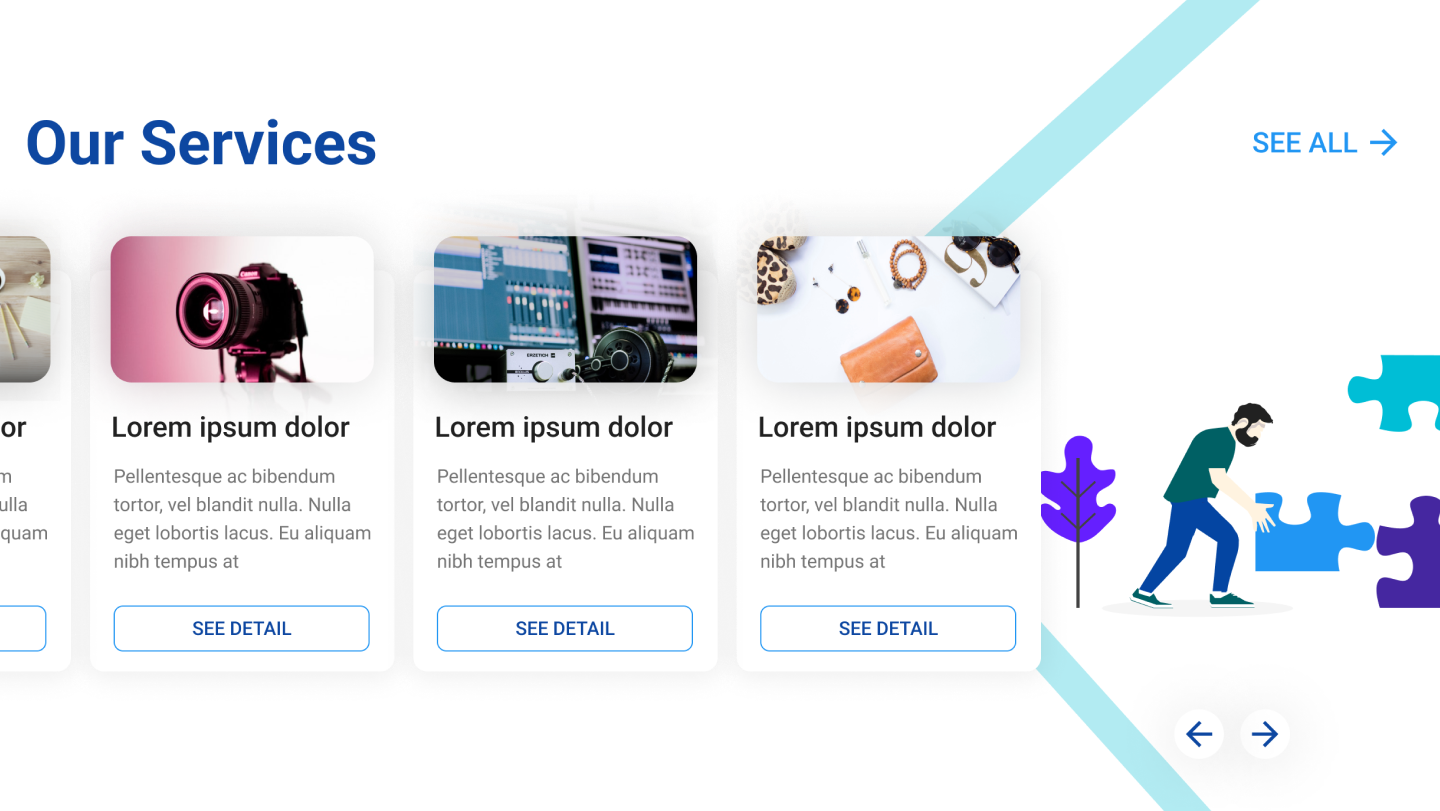 Our Services
SEE ALL
or
m
ulla
quam
Canon
Lorem ipsum dolor
Pellentesque ac bibendum
tortor, vel blandit nulla. Nulla
eget lobortis lacus. Eu aliquam
nibh tempus at
SEE DETAIL
ERZETICH
Lorem ipsum dolor
Pellentesque ac bibendum
tortor, vel blandit nulla. Nulla
eget lobortis lacus. Eu aliquam
nibh tempus at
SEE DETAIL
9
Lorem ipsum dolor
Pellentesque ac bibendum
tortor, vel blandit nulla. Nulla
eget lobortis lacus. Eu aliquam
nibh tempus at
SEE DETAIL